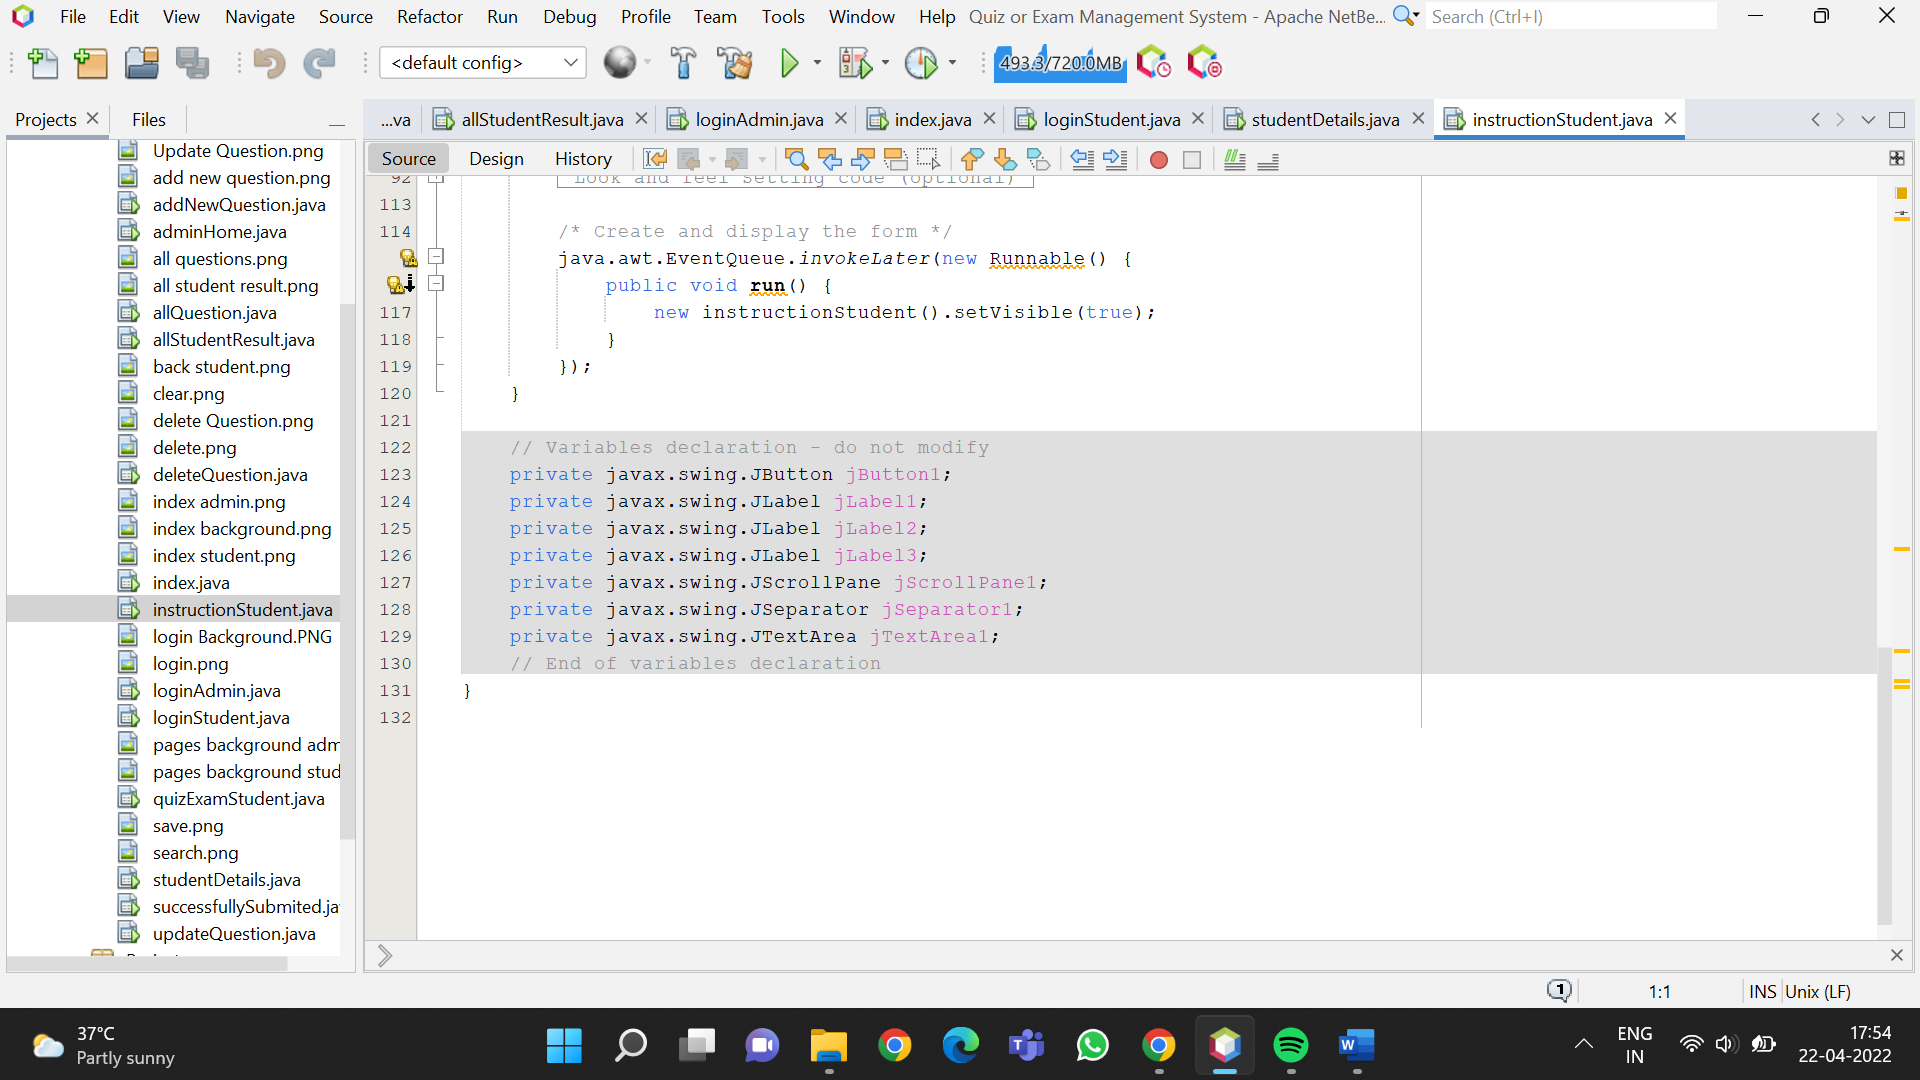 File Edit View Navigate Source Refactor Run Debug Profile Team Tools Window Help Quiz or Exam Management System - Apache NetBe... Search (Ctrl+I)
<default config> 493.3/720.0MB
Projects Files
...va allStudentResult.java loginAdmin.java index.java loginStudent.java studentDetails.java instructionStudent.java
Source Design History
Update Question.png
add new question.png
addNewQuestion.java
adminHome.java
all questions.png
all student result.png
allQuestion.java
allStudentResult.java
back student.png
clear.png
delete Question.png
delete.png
deleteQuestion.java
index admin.png
index background.png
index student.png
index.java
instructionStudent.java
login Background.PNG
login.png
loginAdmin.java
loginStudent.java
pages background adm
pages background stud
quizExamStudent.java
save.png
search.png
studentDetails.java
successfullySubmited.ja
updateQuestion.java
92 Look and feel setting code (optional)
113
114 /* Create and display the form */
java.awt.EventQueue.invokeLater(new Runnable() {
public void run() {
117 new instructionStudent().setVisible(true);
118 }
119 });
120 }
121
122 // Variables declaration - do not modify
123 private javax.swing.JButton jButton1;
124 private javax.swing.JLabel jLabel1;
125 private javax.swing.JLabel jLabel2;
126 private javax.swing.JLabel jLabel3;
127 private javax.swing.JScrollPane jScrollPane1;
128 private javax.swing.JSeparator jSeparator1;
129 private javax.swing.JTextArea jTextArea1;
130 // End of variables declaration
131 }
132
1 1:1 INS Unix (LF)
37°C
Partly sunny
ENG
IN
17:54
22-04-2022